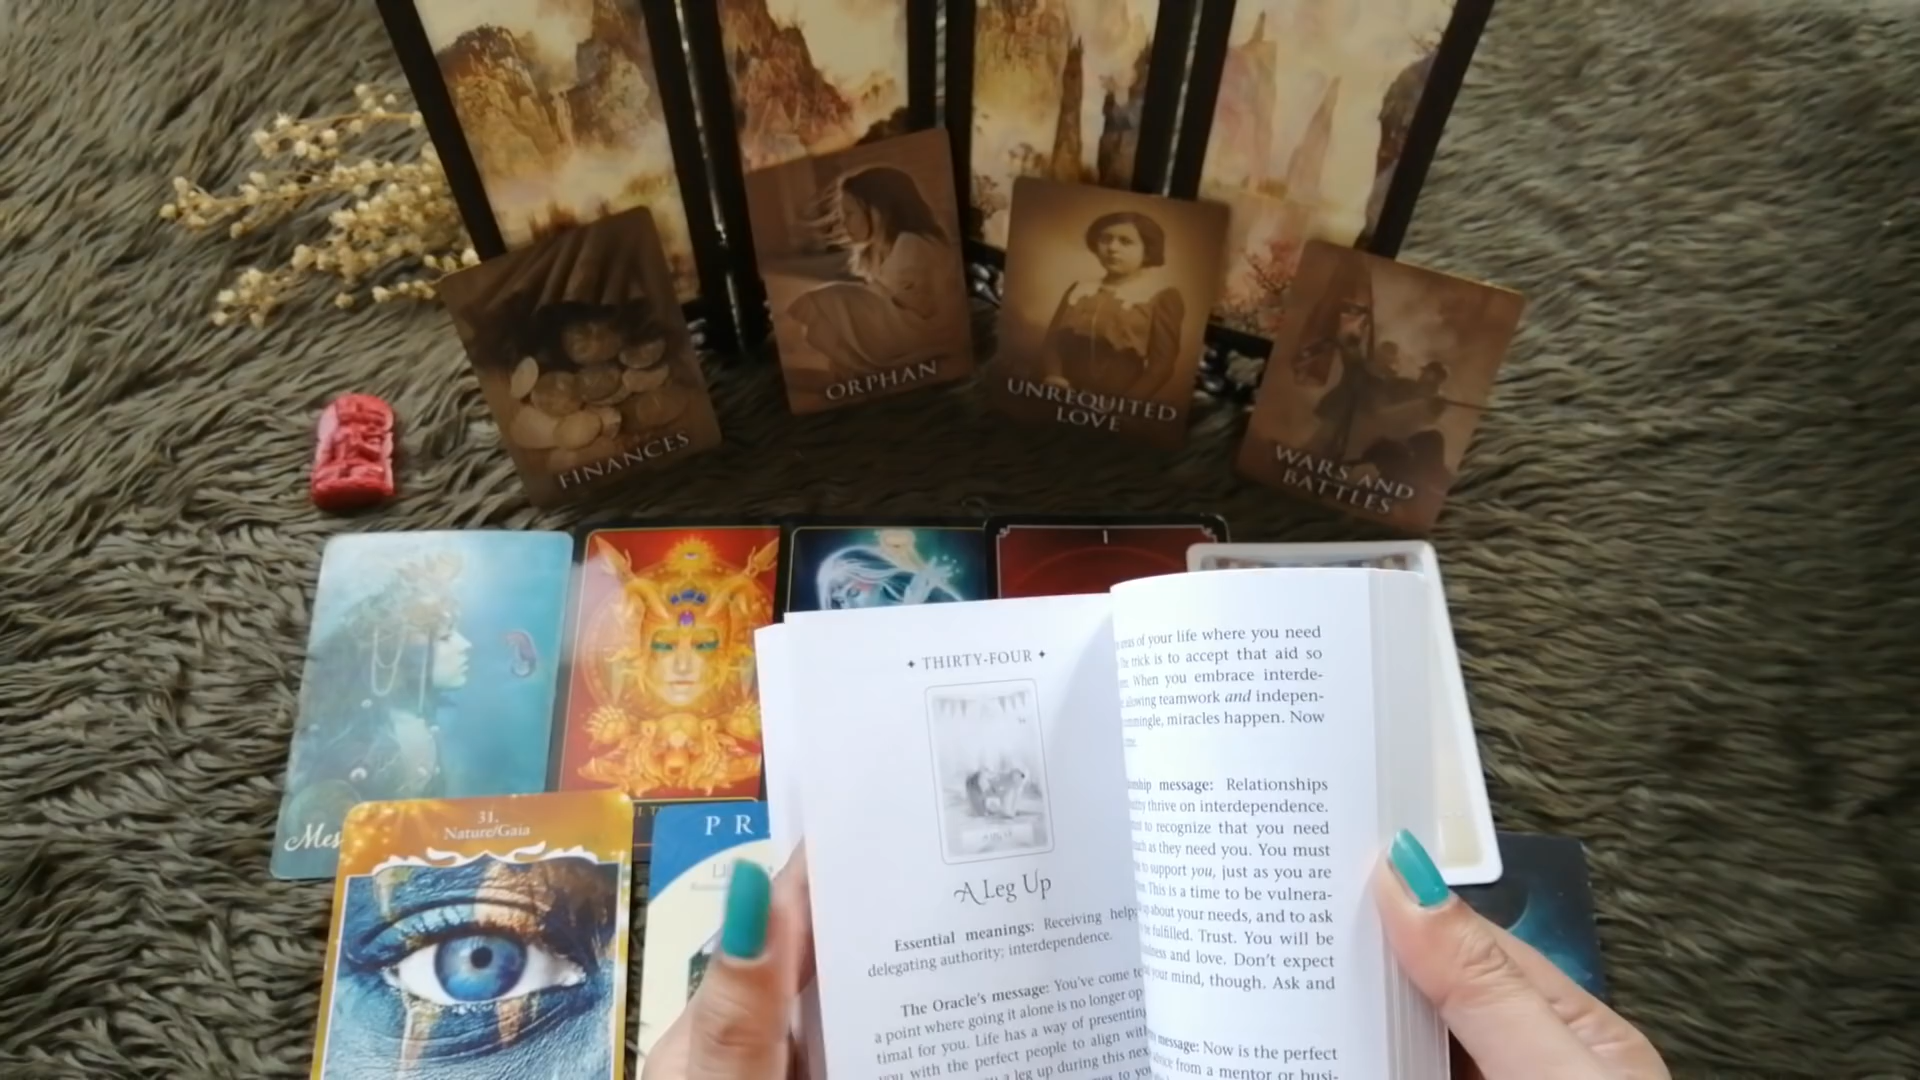 FINANCES
ORPHAN
UNREQUITED
LOVE
WARS AND
BATTLES
I
Mes
31.
Nature/Gaia
PR
THIRTY-FOUR
A Leg Up
Essential meanings: Receiving help;
delegating authority; interdependence.
The Oracle's message: You've come to
a point where going it alone is no longer op
timal for you. Life has a way of presenting
you with the perfect people to align with
a leg up during this nex
to yo
of your life where you need
trick is to accept that aid so
When you embrace interde-
allowing teamwork and indepen-
mingle, miracles happen. Now
message: Relationships
thrive on interdependence.
to recognize that you need
as they need you. You must
to support you, just as you are
This is a time to be vulnera-
about your needs, and to ask
be fulfilled. Trust. You will be
and love. Don't expect
your mind, though. Ask and
message: Now is the perfect
advice from a mentor or busi-